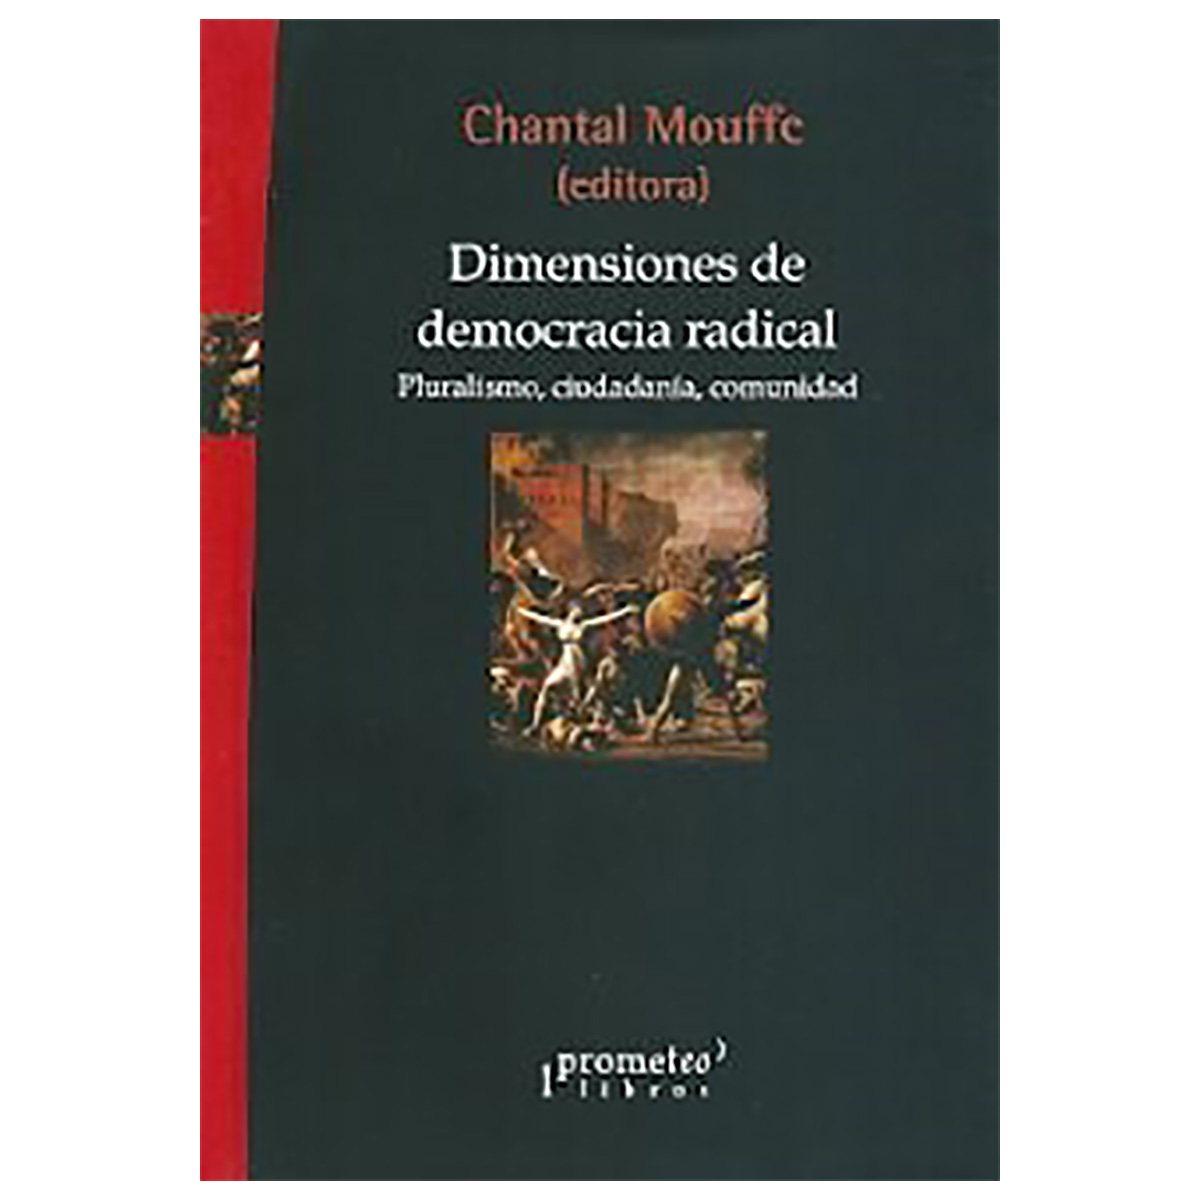 Chantal Mouffe
(editora)
Dimensiones de
democracia radical
Pluralismo, ciudadanía, comunidad
prometeo
libros